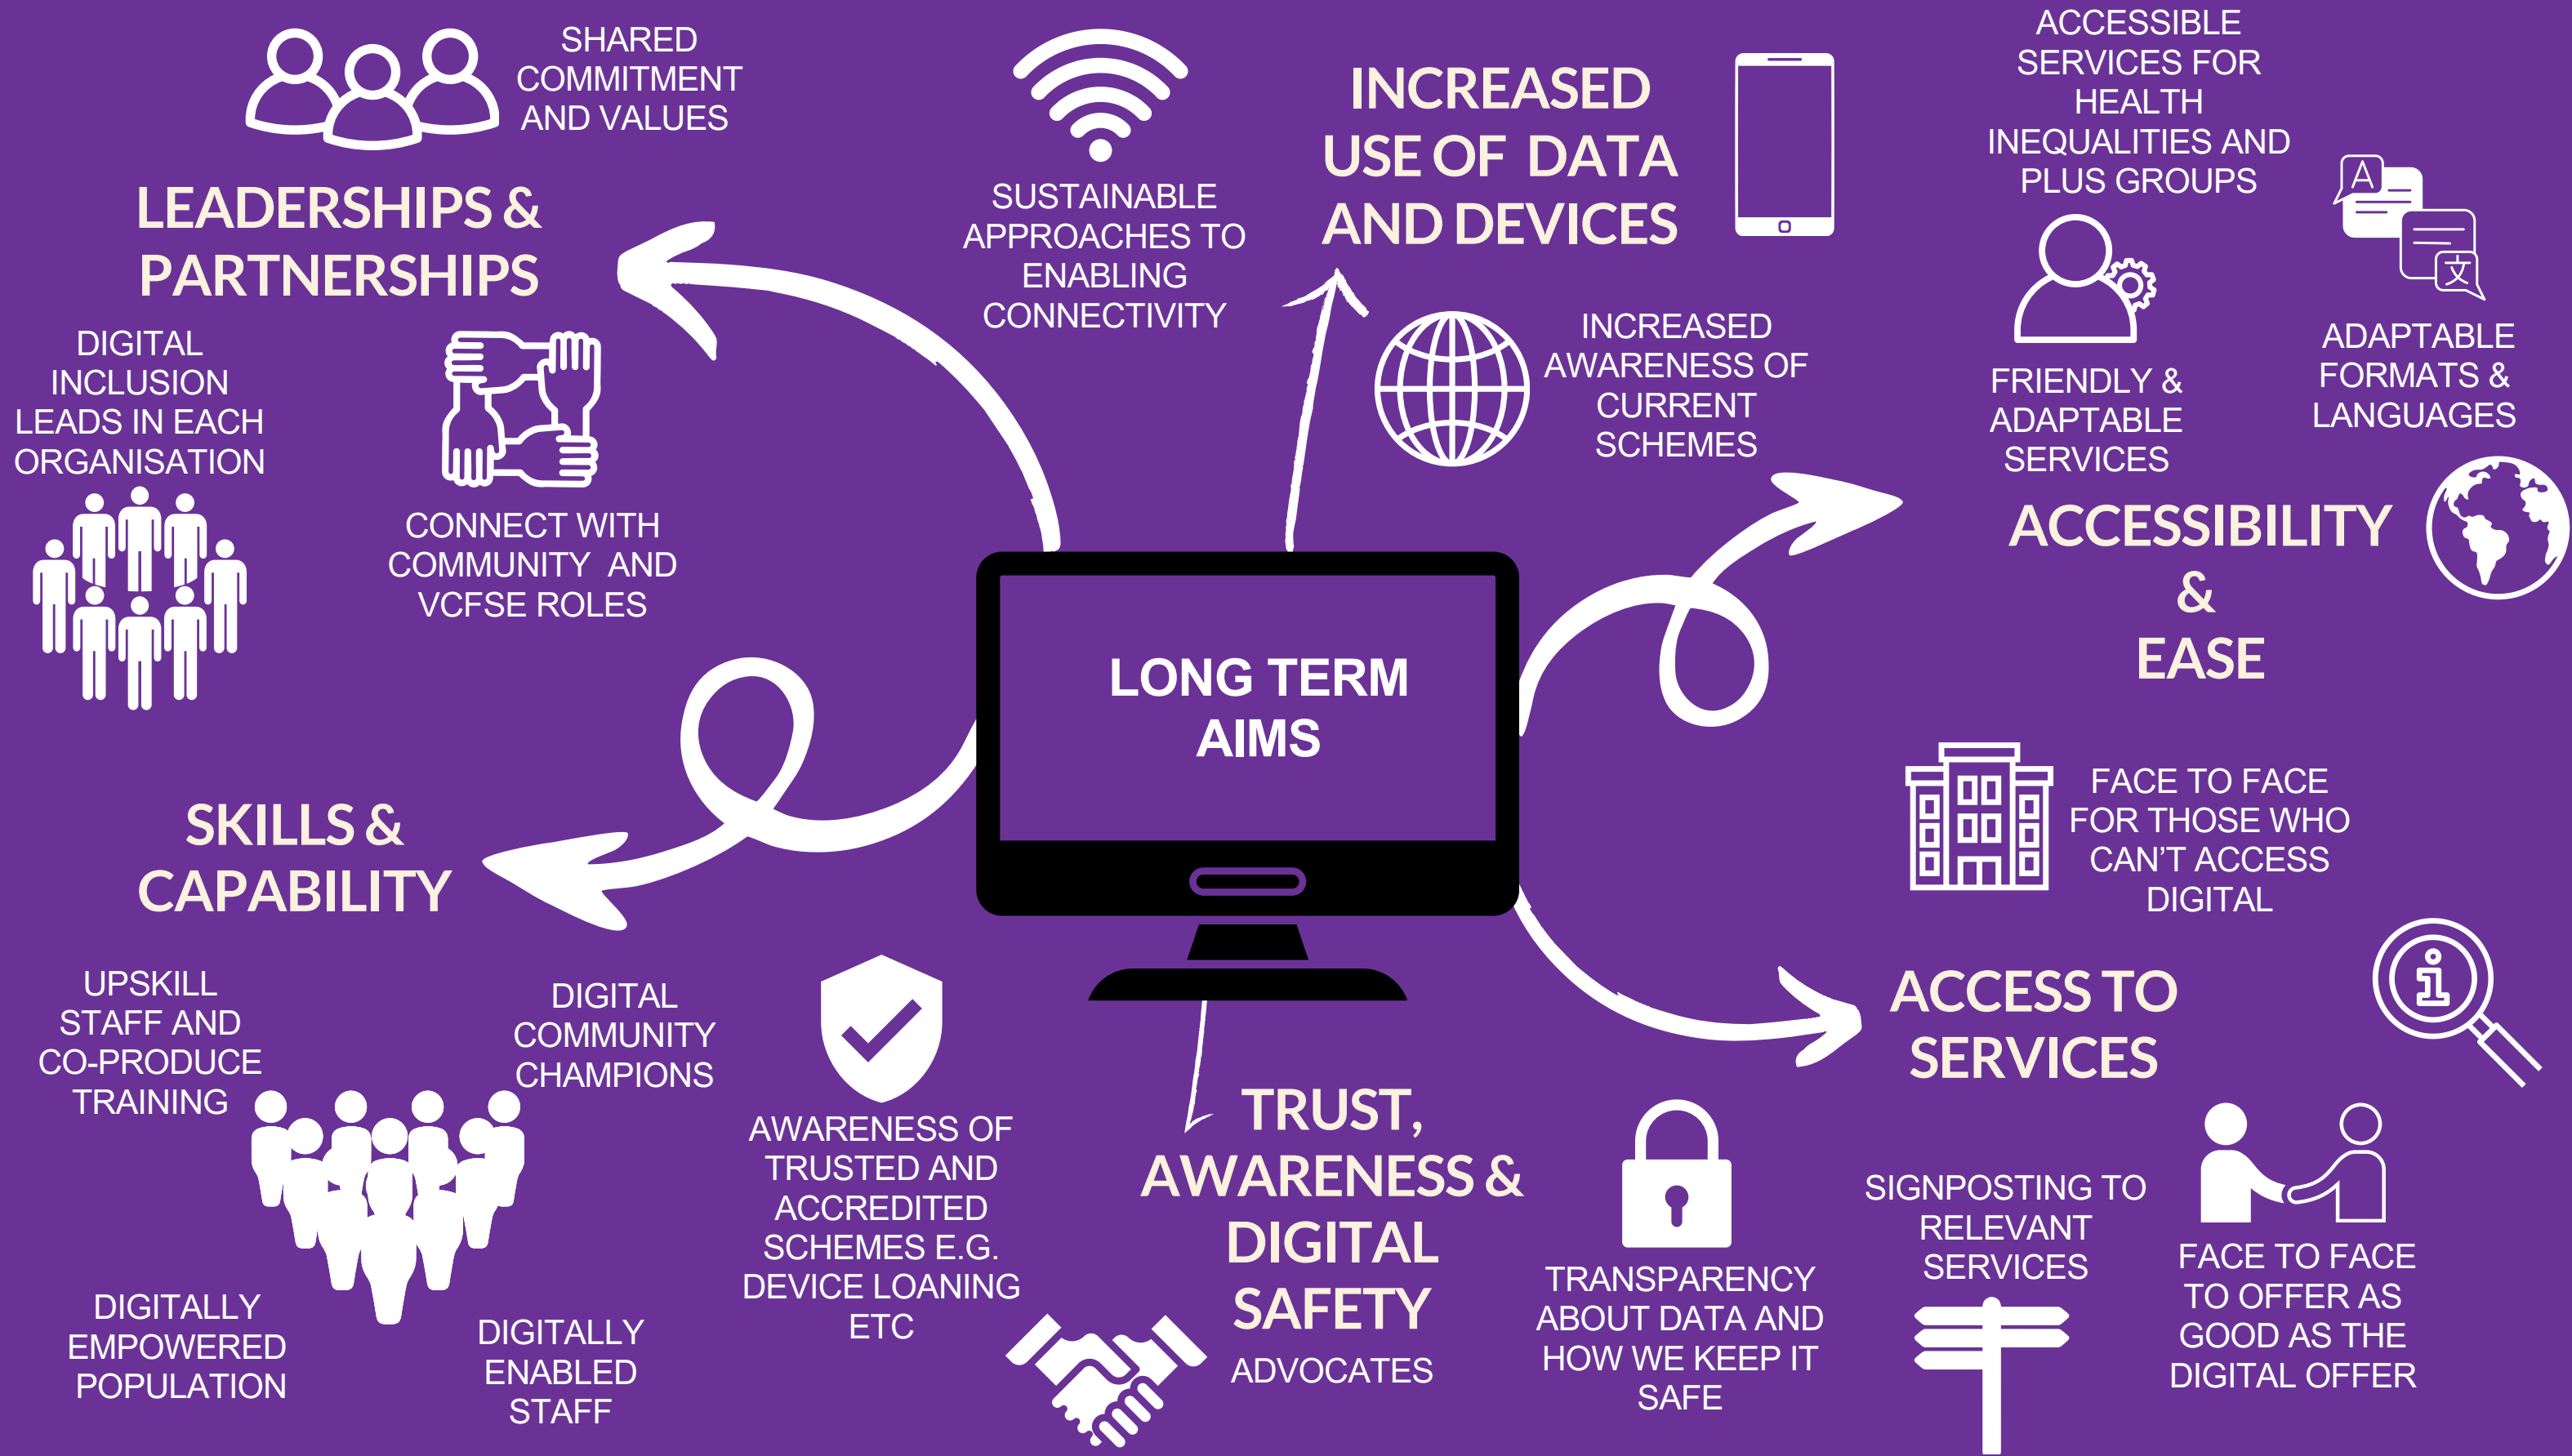 SHARED
COMMITMENT
AND VALUES
LEADERSHIPS &
PARTNERSHIPS
DIGITAL
INCLUSION
LEADS IN EACH
ORGANISATION
CONNECT WITH
COMMUNITY AND
VCFSE ROLES
SUSTAINABLE
APPROACHES TO
ENABLING
CONNECTIVITY
INCREASED
USE OF DATA
AND DEVICES
INCREASED
AWARENESS OF
CURRENT
SCHEMES
ACCESSIBLE
SERVICES FOR
HEALTH
INEQUALITIES AND
PLUS GROUPS
A
文
FRIENDLY &
ADAPTABLE
SERVICES
ADAPTABLE
FORMATS &
LANGUAGES
ACCESSIBILITY
&
EASE
LONG TERM
AIMS
SKILLS &
CAPABILITY
UPSKILL
STAFF AND
CO-PRODUCE
TRAINING
DIGITAL
COMMUNITY
CHAMPIONS
DIGITALLY
EMPOWERED
POPULATION
DIGITALLY
ENABLED
STAFF
AWARENESS OF
TRUSTED AND
ACCREDITED
SCHEMES E.G.
DEVICE LOANING
ETC
TRUST,
AWARENESS &
DIGITAL
SAFETY
ADVOCATES
TRANSPARENCY
ABOUT DATA AND
HOW WE KEEP IT
SAFE
FACE TO FACE
FOR THOSE WHO
CAN'T ACCESS
DIGITAL
ACCESS TO
SERVICES
i
SIGNPOSTING TO
RELEVANT
SERVICES
FACE TO FACE
TO OFFER AS
GOOD AS THE
DIGITAL OFFER